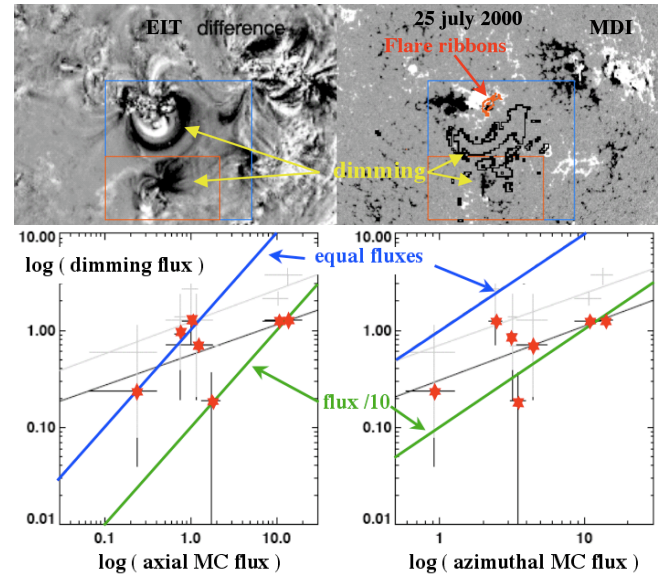 EIT difference
25 july 2000
MDI
Flare ribbons
dimming
10.00
1.00
0.10
0.01
log ( dimming flux )
equal fluxes
flux /10
0.1
1.0
10.0
log ( axial MC flux )
10.00
1.00
0.10
0.01
1
10
log ( azimuthal MC flux )